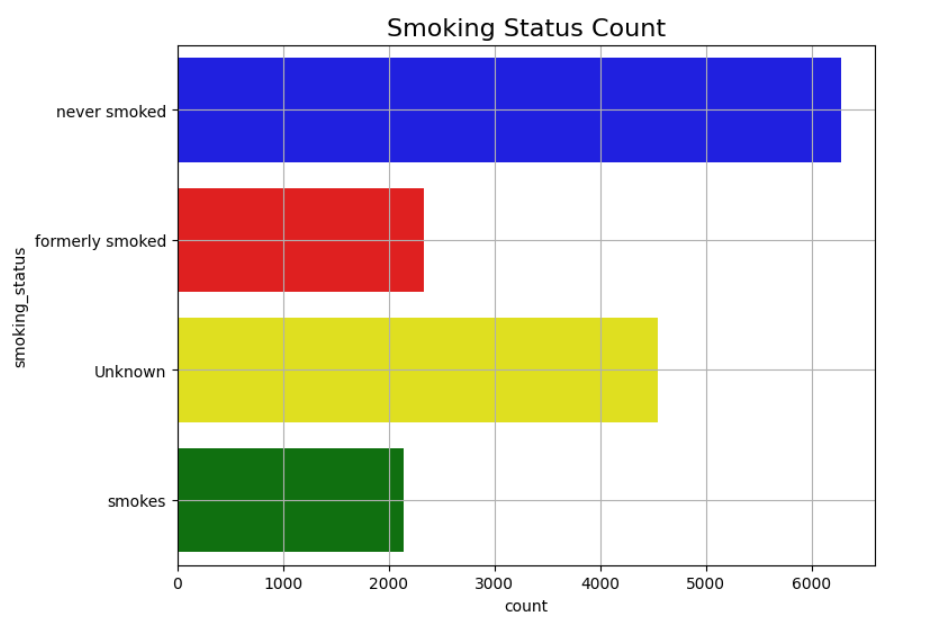 Smoking Status Count
never smoked
formerly smoked
Unknown
smokes
smoking_status
0 1000 2000 3000 4000 5000 6000
count